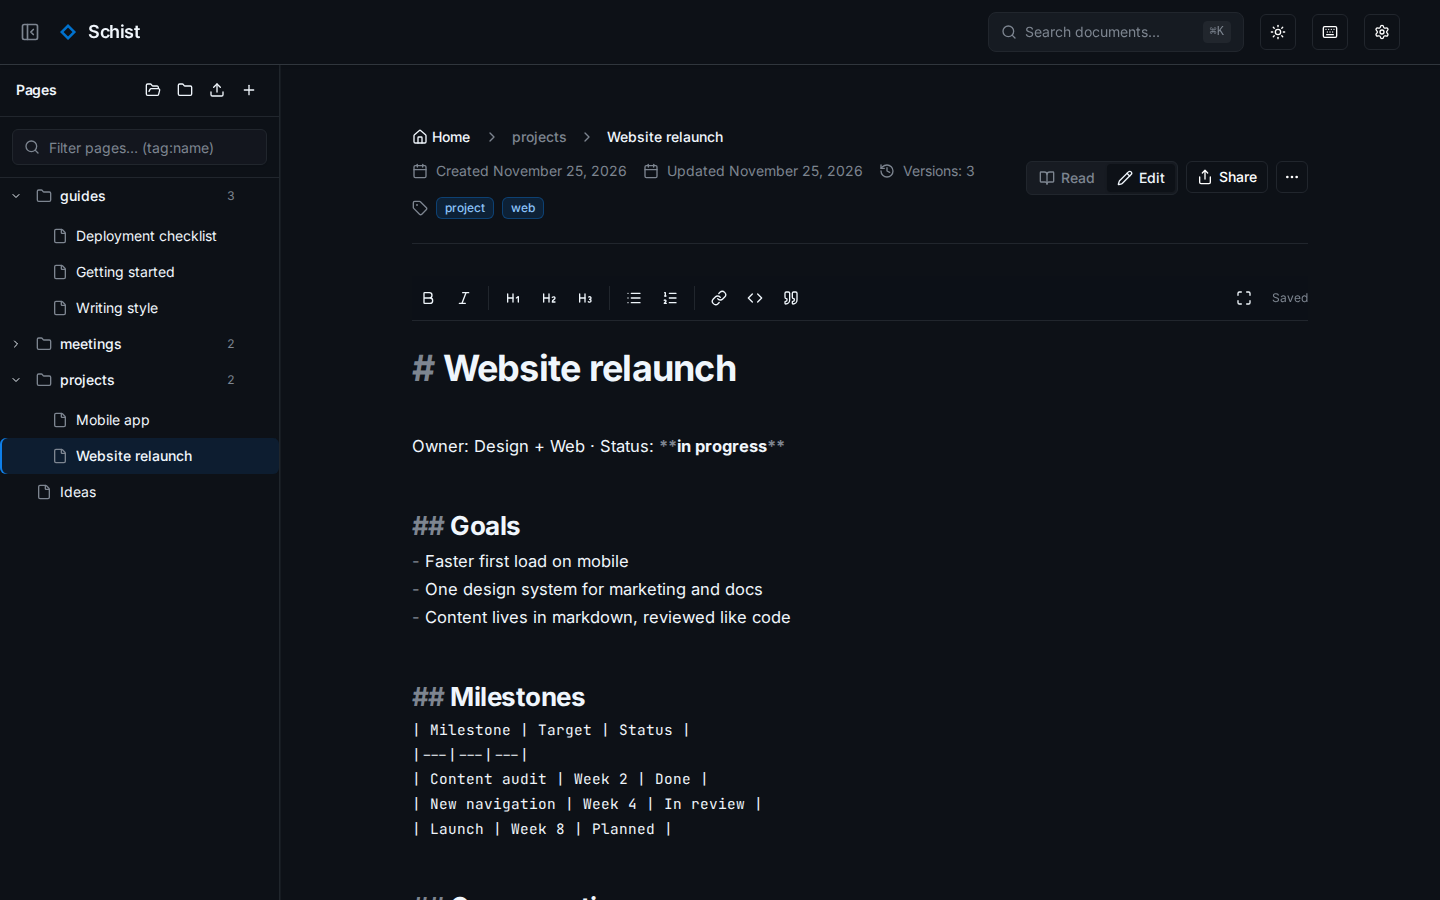 Schist
Search documents... ⌘K
Pages
Filter pages... (tag:name)
guides 3
Deployment checklist
Getting started
Writing style
meetings 2
projects 2
Mobile app
Website relaunch
Ideas
Home projects Website relaunch
Created November 25, 2026 Updated November 25, 2026 Versions: 3
Read Edit Share
project web
B I H1 H2 H3
Saved
# Website relaunch
Owner: Design + Web · Status: **in progress**
## Goals
- Faster first load on mobile
- One design system for marketing and docs
- Content lives in markdown, reviewed like code
## Milestones
| Milestone | Target | Status |
|---|---|---|
| Content audit | Week 2 | Done |
| New navigation | Week 4 | In review |
| Launch | Week 8 | Planned |